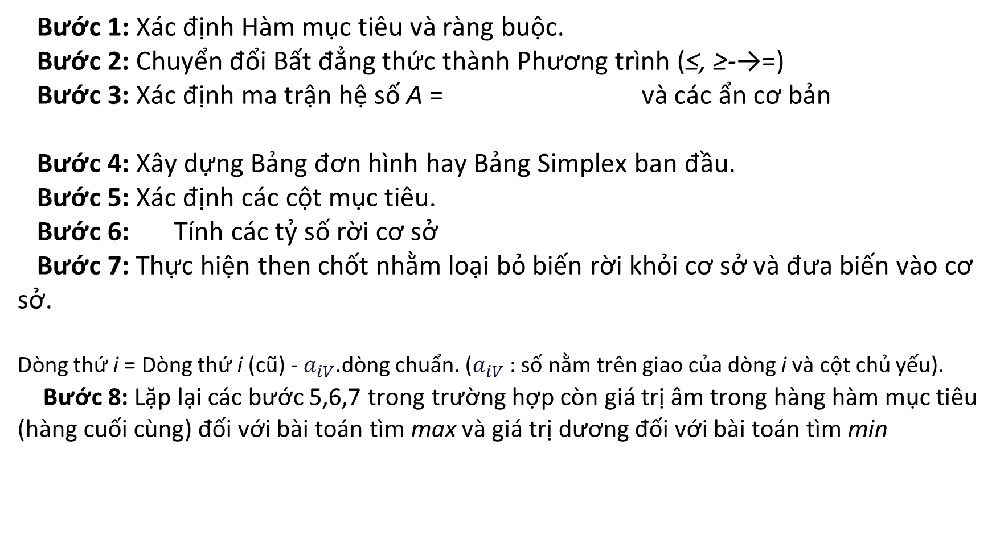 Bước 1: Xác định Hàm mục tiêu và ràng buộc.
Bước 2: Chuyển đổi Bất đẳng thức thành Phương trình (≤, ≥-→=)
Bước 3: Xác định ma trận hệ số A = và các ẩn cơ bản
Bước 4: Xây dựng Bảng đơn hình hay Bảng Simplex ban đầu.
Bước 5: Xác định các cột mục tiêu.
Bước 6: Tính các tỷ số rời cơ sở
Bước 7: Thực hiện then chốt nhằm loại bỏ biến rời khỏi cơ sở và đưa biến vào cơ
sở.
Dòng thứ i = Dòng thứ i (cũ) - a_{iV}.dòng chuẩn. (a_{iV} : số nằm trên giao của dòng i và cột chủ yếu).
Bước 8: Lặp lại các bước 5,6,7 trong trường hợp còn giá trị âm trong hàng hàm mục tiêu
(hàng cuối cùng) đối với bài toán tìm max và giá trị dương đối với bài toán tìm min